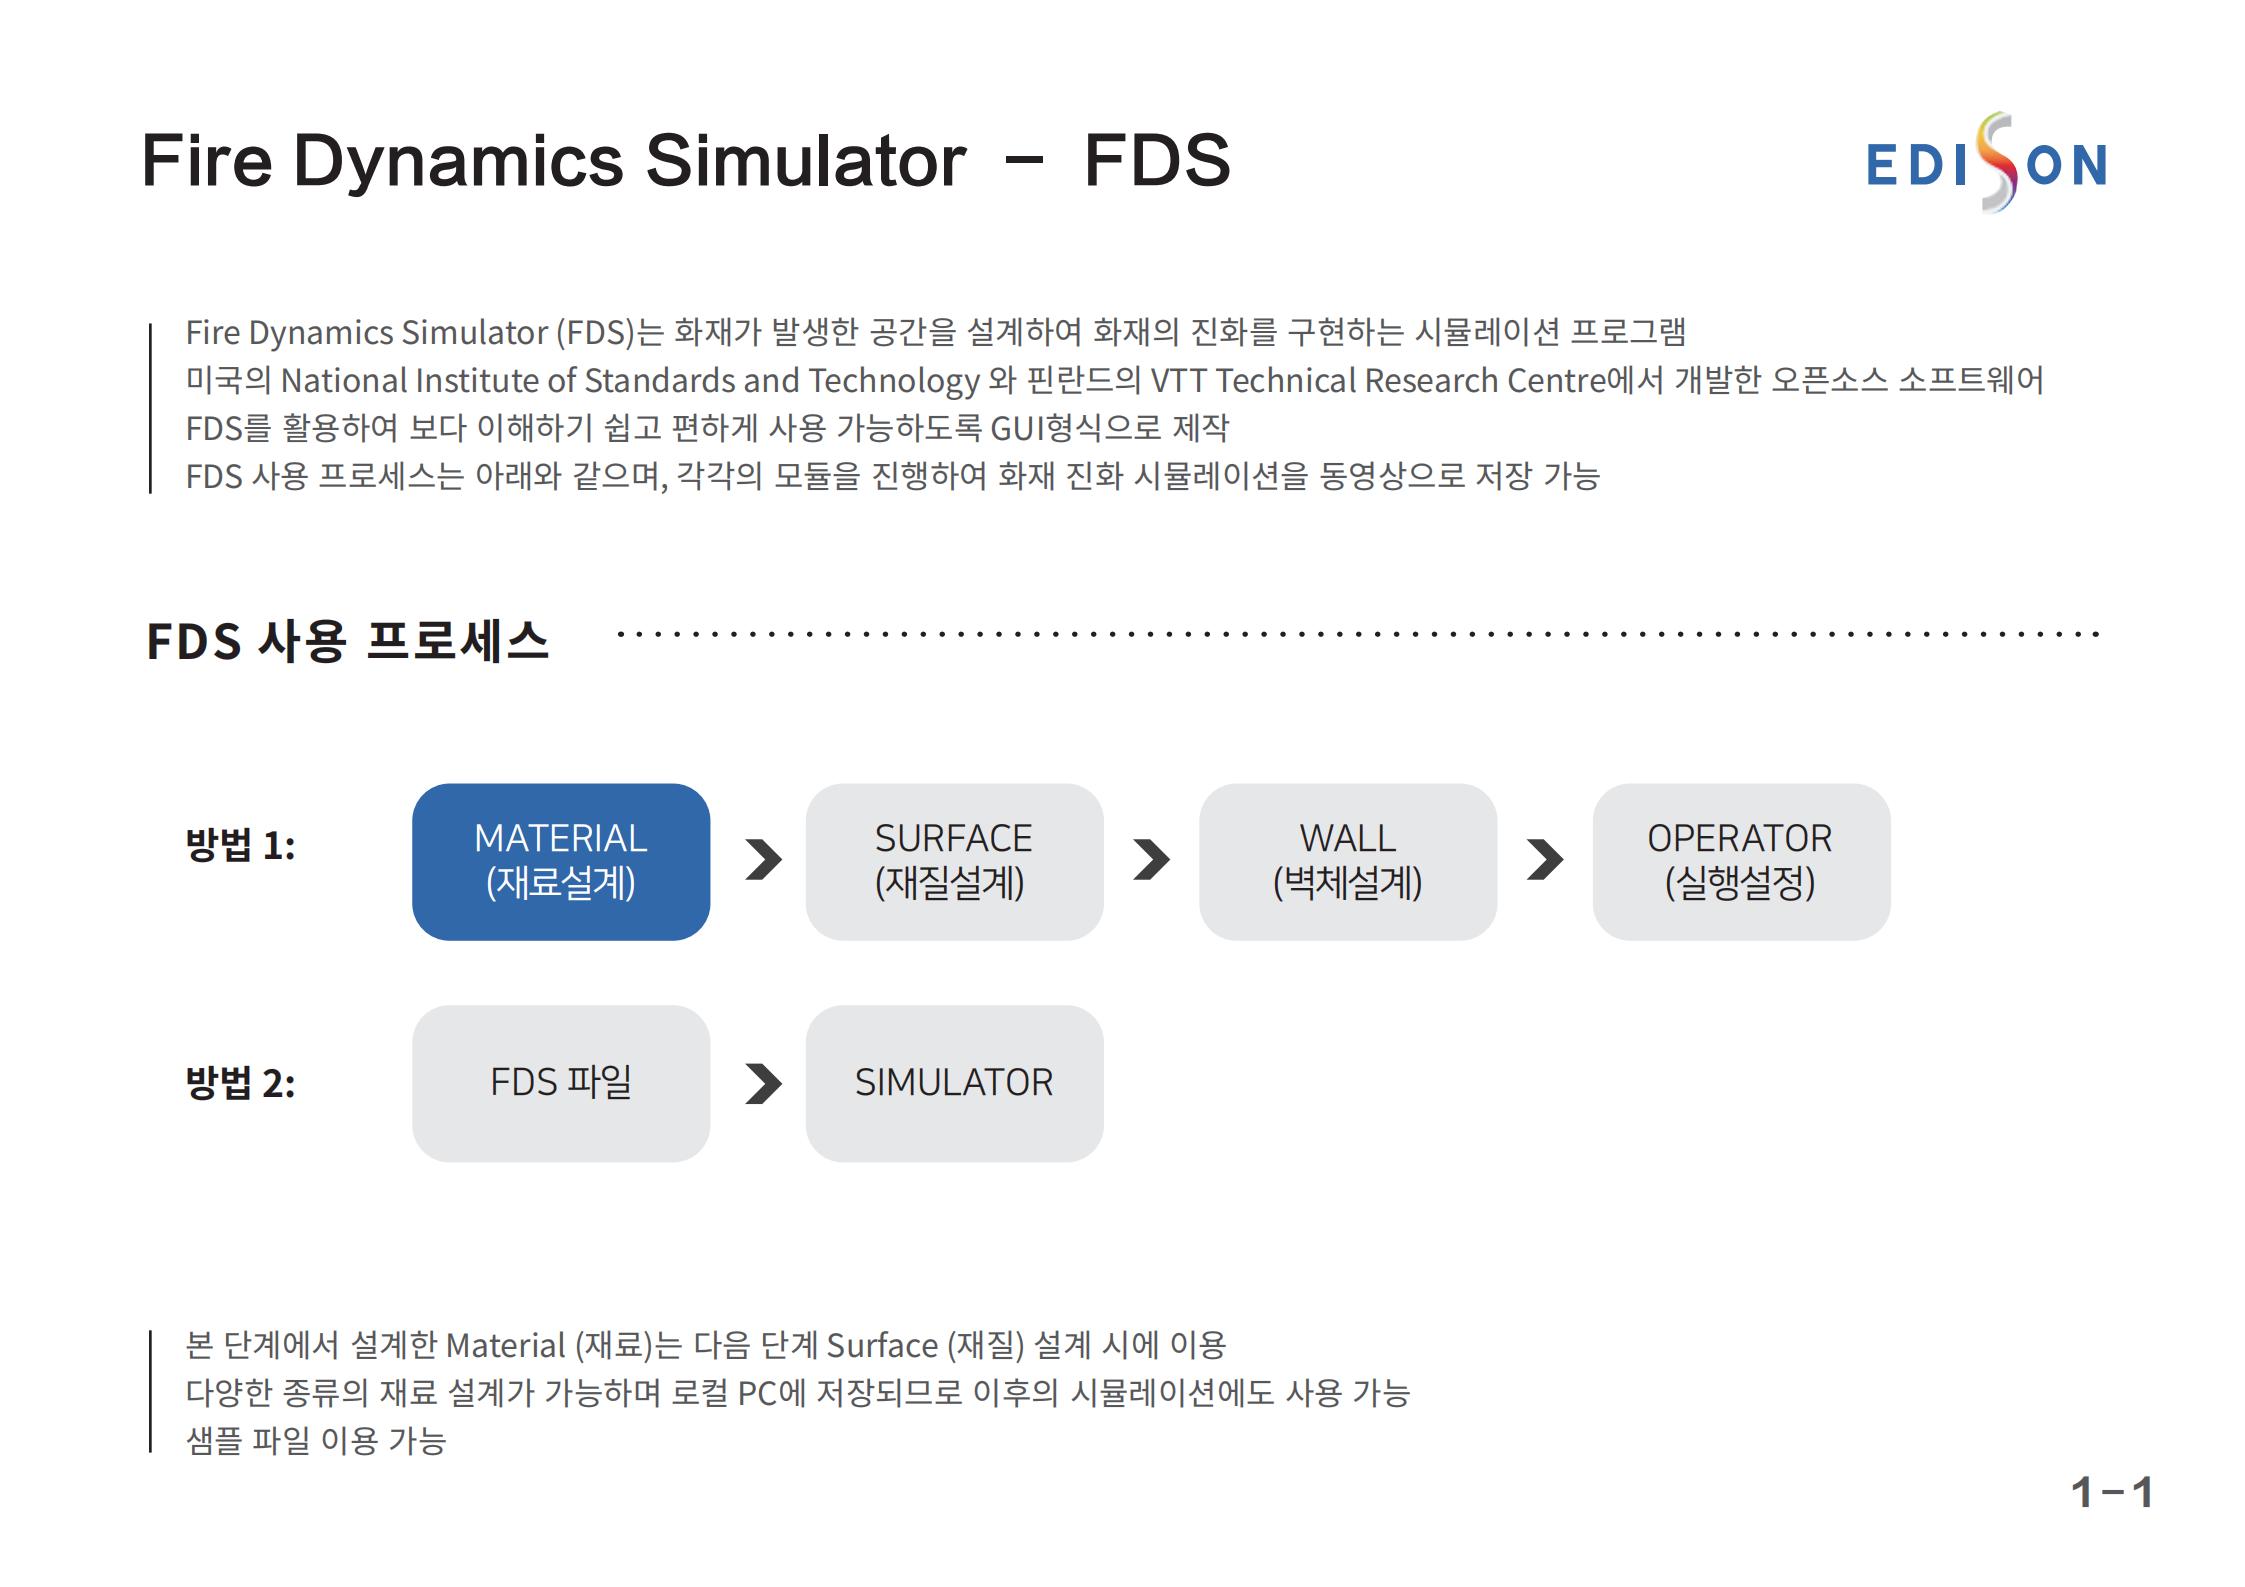 Fire Dynamics Simulator – FDS
EDISON
Fire Dynamics Simulator (FDS)는 화재가 발생한 공간을 설계하여 화재의 진화를 구현하는 시뮬레이션 프로그램
미국의 National Institute of Standards and Technology 와 핀란드의 VTT Technical Research Centre에서 개발한 오픈소스 소프트웨어
FDS를 활용하여 보다 이해하기 쉽고 편하게 사용 가능하도록 GUI형식으로 제작
FDS 사용 프로세스는 아래와 같으며, 각각의 모듈을 진행하여 화재 진화 시뮬레이션을 동영상으로 저장 가능
FDS 사용 프로세스
방법 1:
MATERIAL
(재료설계)
SURFACE
(재질설계)
WALL
(벽체설계)
OPERATOR
(실행설정)
방법 2:
FDS 파일
SIMULATOR
본 단계에서 설계한 Material (재료)는 다음 단계 Surface (재질) 설계 시에 이용
다양한 종류의 재료 설계가 가능하며 로컬 PC에 저장되므로 이후의 시뮬레이션에도 사용 가능
샘플 파일 이용 가능
1-1